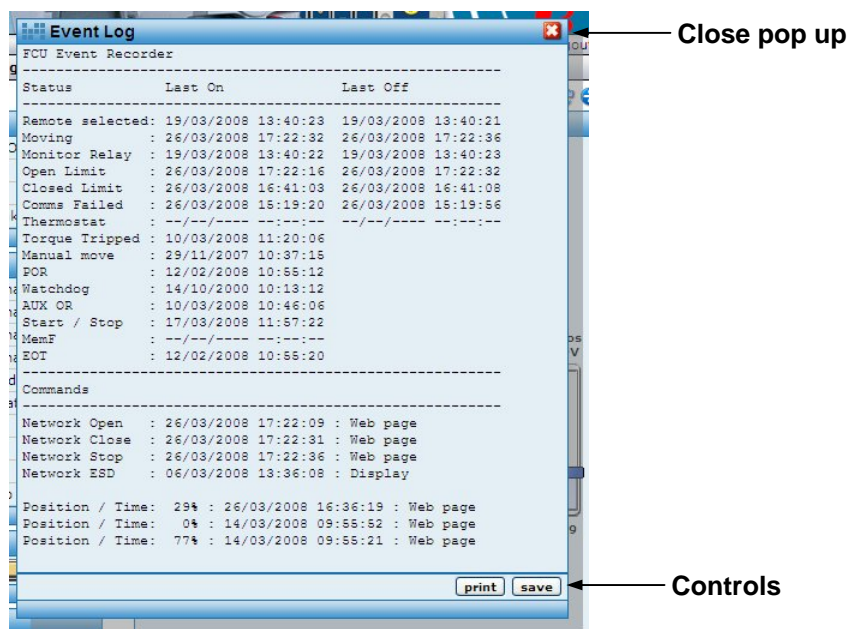 Event Log
Close pop up
FCU Event Recorder
------------------------------------------------------------
Status Last On Last Off
------------------------------------------------------------
Remote selected: 19/03/2008 13:40:23 19/03/2008 13:40:21
Moving : 26/03/2008 17:22:32 26/03/2008 17:22:36
Monitor Relay : 19/03/2008 13:40:22 19/03/2008 13:40:23
Open Limit : 26/03/2008 17:22:16 26/03/2008 17:22:32
Closed Limit : 26/03/2008 16:41:03 26/03/2008 16:41:08
Comms Failed : 26/03/2008 15:19:20 26/03/2008 15:19:56
Thermostat : --/--/---- --:--:-- --/--/---- --:--:--
Torque Tripped : 10/03/2008 11:20:06
Manual move : 29/11/2007 10:37:15
POR : 12/02/2008 10:55:12
Watchdog : 14/10/2000 10:13:12
AUX OR : 10/03/2008 10:46:06
Start / Stop : 17/03/2008 11:57:22
MemF : --/--/---- --:--:--
EOT : 12/02/2008 10:55:20
------------------------------------------------------------
Commands
------------------------------------------------------------
Network Open : 26/03/2008 17:22:09 : Web page
Network Close : 26/03/2008 17:22:31 : Web page
Network Stop : 26/03/2008 17:22:36 : Web page
Network ESD : 06/03/2008 13:36:08 : Display
Position / Time: 29% : 26/03/2008 16:36:19 : Web page
Position / Time: 0% : 14/03/2008 09:55:52 : Web page
Position / Time: 77% : 14/03/2008 09:55:21 : Web page
print save
Controls